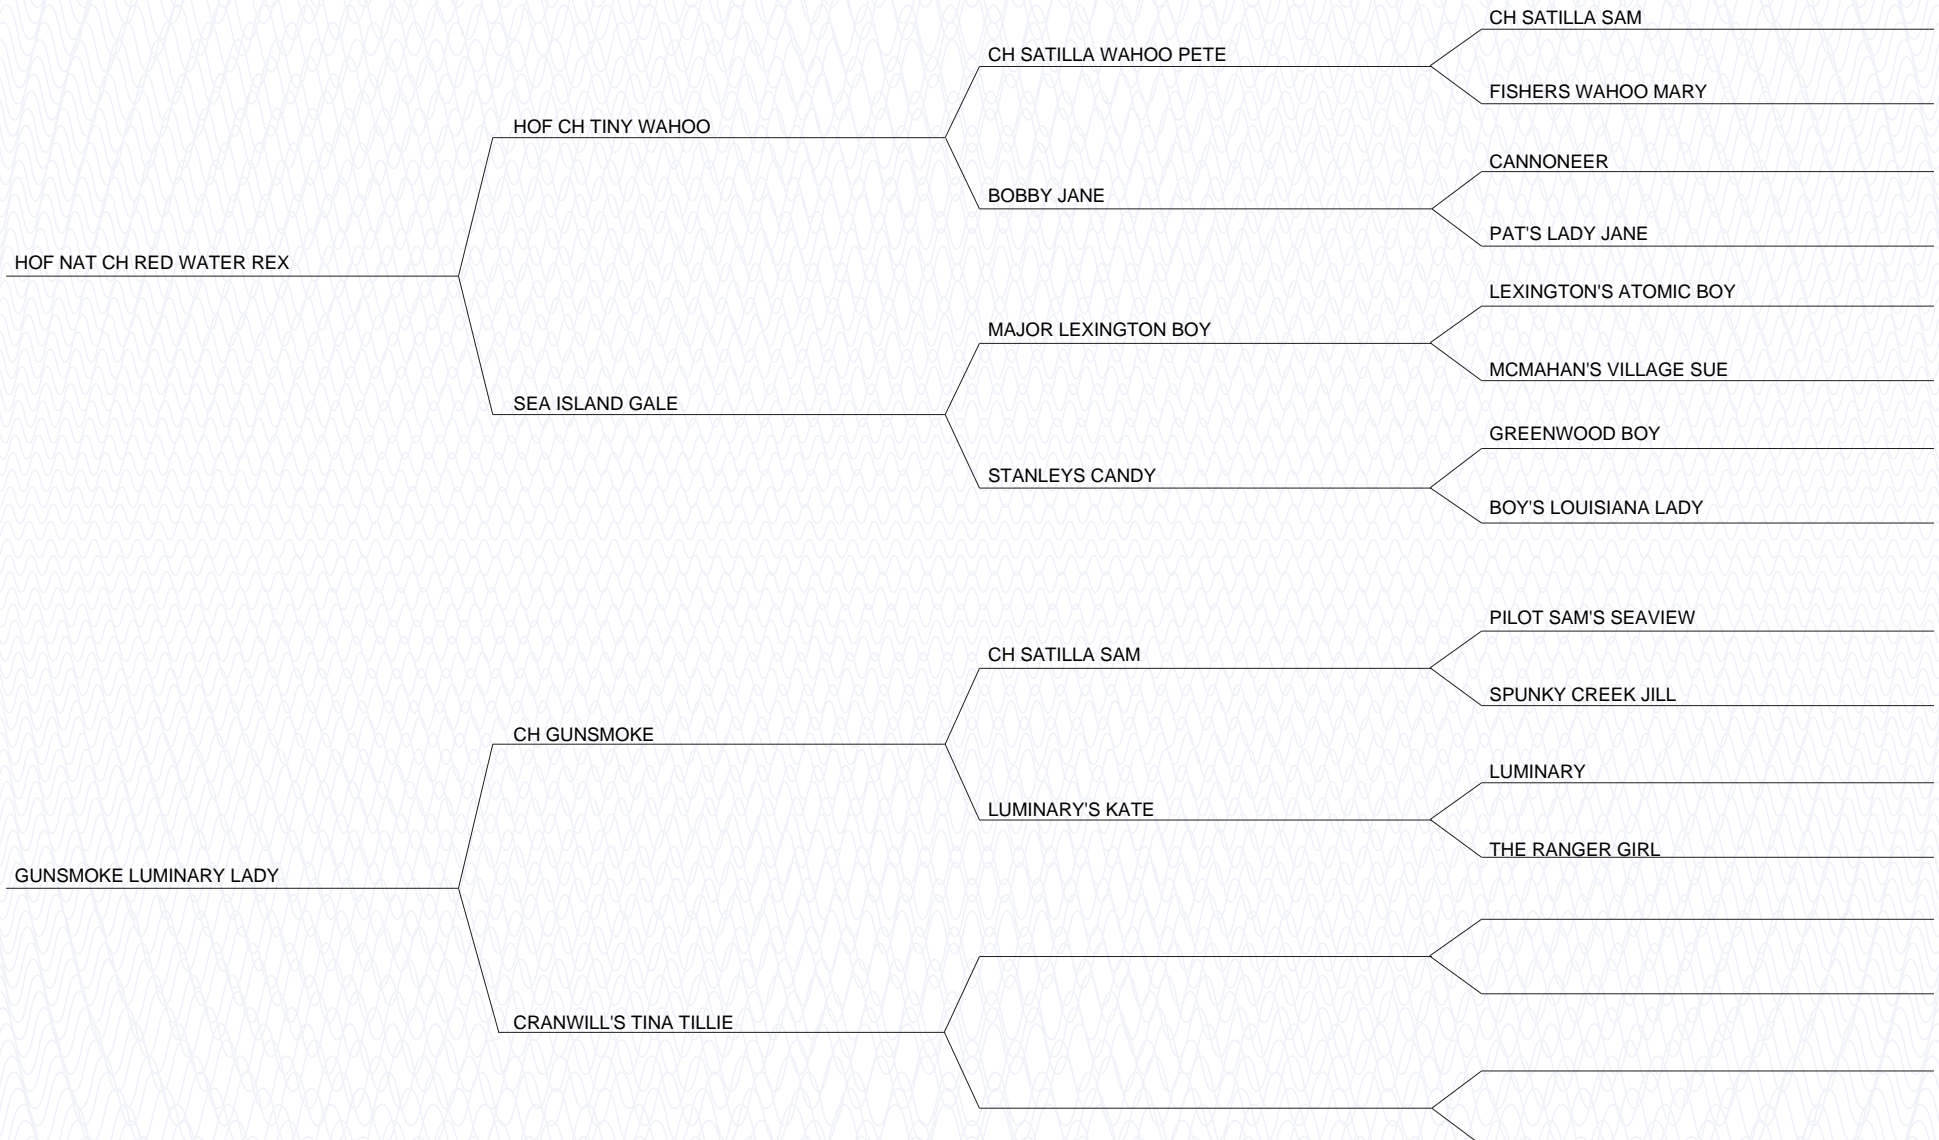 CH SATILLA SAM
CH SATILLA WAHOO PETE
FISHERS WAHOO MARY
HOF CH TINY WAHOO
CANNONEER
BOBBY JANE
PAT'S LADY JANE
HOF NAT CH RED WATER REX
LEXINGTON'S ATOMIC BOY
MAJOR LEXINGTON BOY
MCMAHAN'S VILLAGE SUE
SEA ISLAND GALE
GREENWOOD BOY
STANLEYS CANDY
BOY'S LOUISIANA LADY
PILOT SAM'S SEAVIEW
CH SATILLA SAM
SPUNKY CREEK JILL
CH GUNSMOKE
LUMINARY
LUMINARY'S KATE
THE RANGER GIRL
GUNSMOKE LUMINARY LADY
CRANWILL'S TINA TILLIE